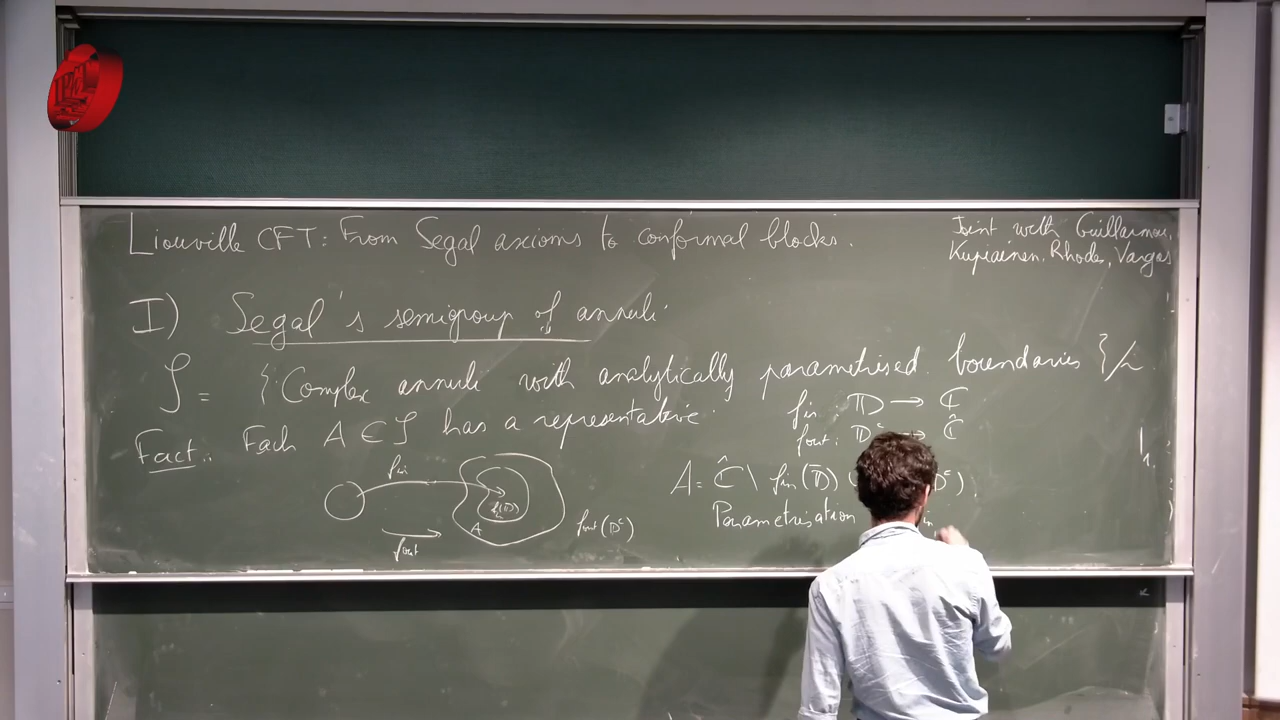 Liouville CFT: From Segal axioms to conformal blocks.
Joint with Guillarmou,
Kupiainen, Rhodes, Vargas
I) Segal's semigroup of annuli.
S = { Complex annuli with analytically parametrised boundaries } / ~.
Fact: Each A ∈ S has a representative
f_in : 𝔻 → ℂ
f_out : 𝔻^c → Ĉ
f_in
f_in(𝔻)
A
f_out(𝔻^c)
f_out
A = Ĉ \ f_in(𝔻̄) 𝔻^c).
Parametrisation